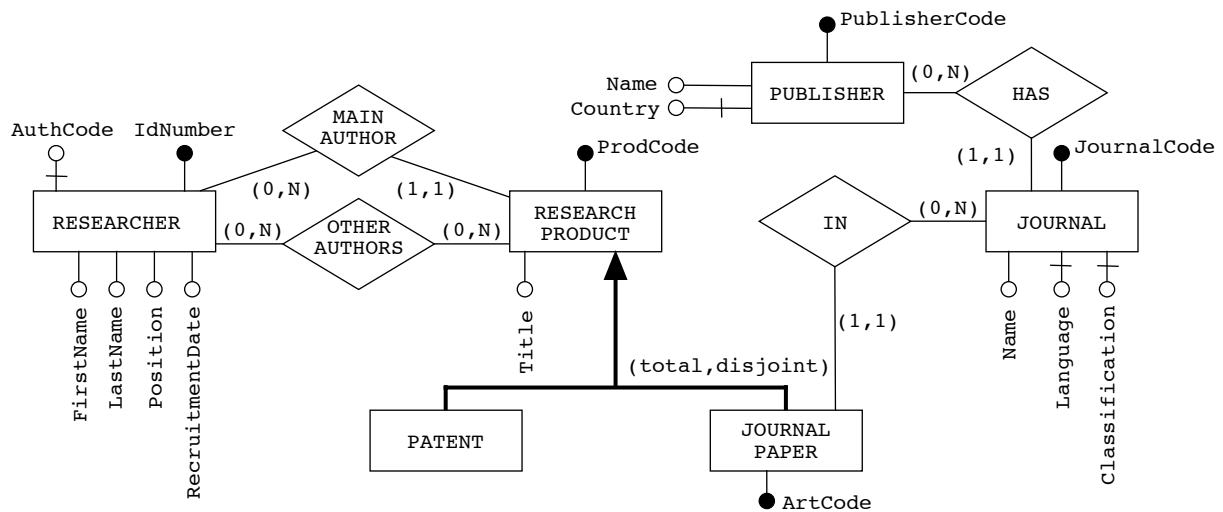 PublisherCode
Name
Country
PUBLISHER
(0,N)
HAS
(1,1)
JournalCode
AuthCode
IdNumber
MAIN
AUTHOR
(0,N)
(1,1)
ProdCode
RESEARCHER
(0,N)
OTHER
AUTHORS
(0,N)
RESEARCH
PRODUCT
IN
(0,N)
JOURNAL
FirstName
LastName
Position
RecruitmentDate
Title
(1,1)
Name
Language
Classification
(total,disjoint)
PATENT
JOURNAL
PAPER
ArtCode